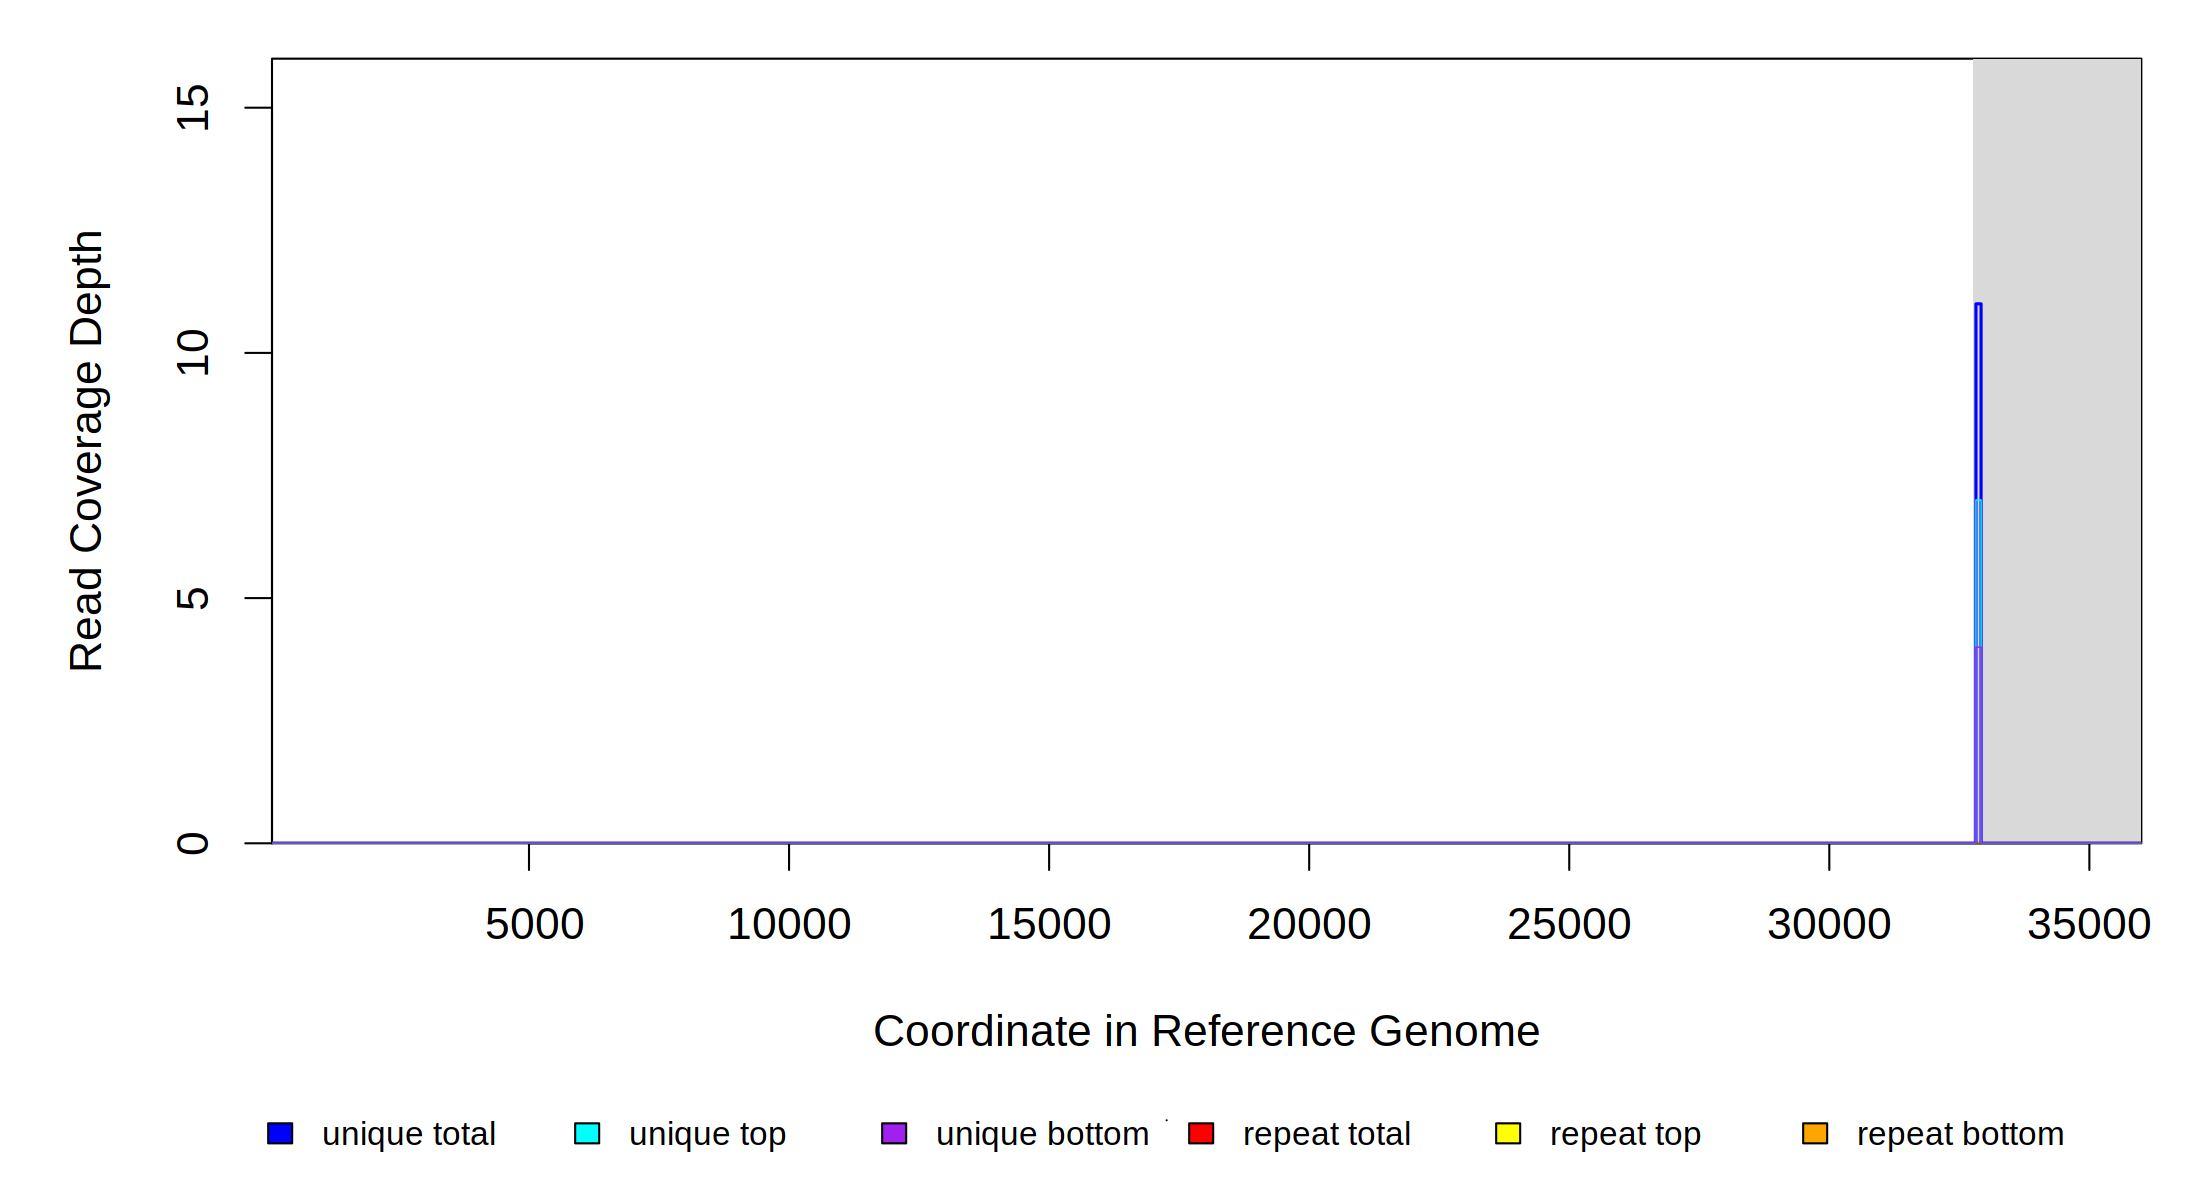 Read Coverage Depth
15
10
5
0
5000 10000 15000 20000 25000 30000 35000
Coordinate in Reference Genome
unique total unique top unique bottom repeat total repeat top repeat bottom